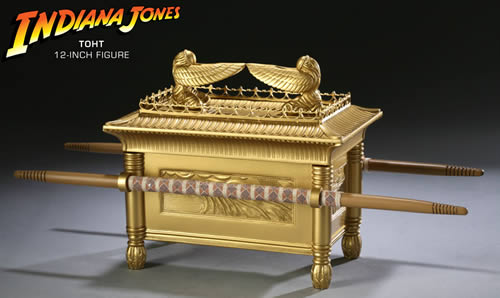 INDIANA JONES
TOHT
12-INCH FIGURE